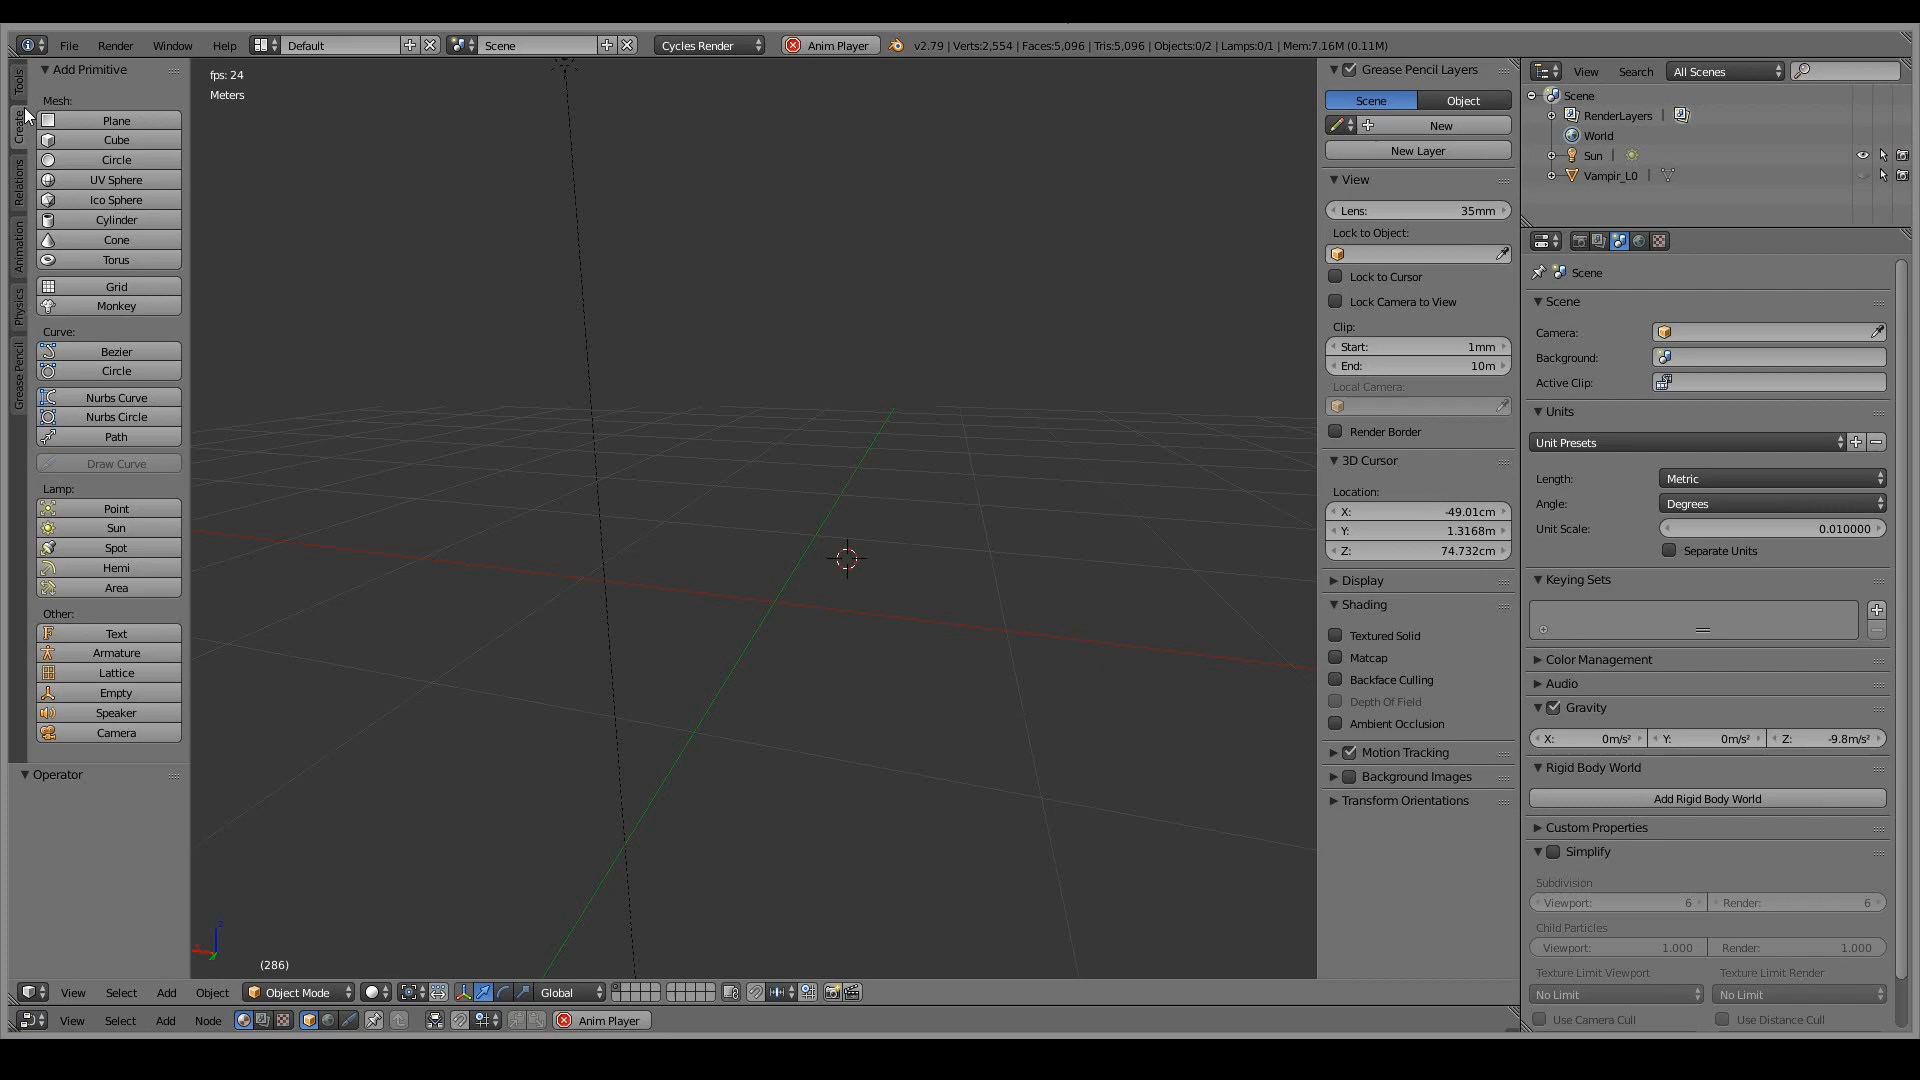 File Render Window Help Default Scene Cycles Render Anim Player v2.79 | Verts:2,554 | Faces:5,096 | Tris:5,096 | Objects:0/2 | Lamps:0/1 | Mem:7.16M (0.11M)
Tools
Create
Relations
Animation
Physics
Grease Pencil
Add Primitive
Mesh:
Plane
Cube
Circle
UV Sphere
Ico Sphere
Cylinder
Cone
Torus
Grid
Monkey
Curve:
Bezier
Circle
Nurbs Curve
Nurbs Circle
Path
Draw Curve
Lamp:
Point
Sun
Spot
Hemi
Area
Other:
Text
Armature
Lattice
Empty
Speaker
Camera
Operator
fps: 24
Meters
(286)
Grease Pencil Layers
Scene Object
New
New Layer
View
Lens: 35mm
Lock to Object:
Lock to Cursor
Lock Camera to View
Clip:
Start: 1mm
End: 10m
Local Camera:
Render Border
3D Cursor
Location:
X: -49.01cm
Y: 1.3168m
Z: 74.732cm
Display
Shading
Textured Solid
Matcap
Backface Culling
Depth Of Field
Ambient Occlusion
Motion Tracking
Background Images
Transform Orientations
View Search All Scenes
Scene
RenderLayers |
World
Sun |
Vampir_L0 |
Scene
Scene
Camera:
Background:
Active Clip:
Units
Unit Presets
Length: Metric
Angle: Degrees
Unit Scale: 0.010000
Separate Units
Keying Sets
Color Management
Audio
Gravity
X: 0m/s² Y: 0m/s² Z: -9.8m/s²
Rigid Body World
Add Rigid Body World
Custom Properties
Simplify
Subdivision
Viewport: 6 Render: 6
Child Particles
Viewport: 1.000 Render: 1.000
Texture Limit Viewport Texture Limit Render
No Limit No Limit
Use Camera Cull Use Distance Cull
View Select Add Object Object Mode Global
View Select Add Node Anim Player